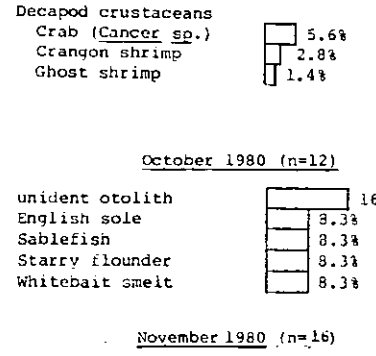 Decapod crustaceans
Crab (Cancer sp.) 5.6%
Crangon shrimp 2.8%
Ghost shrimp 1.4%
October 1980 (n=12)
unident otolith 16
English sole 8.3%
Sablefish 8.3%
Starry flounder 8.3%
Whitebait smelt 8.3%
November 1980 (n=16)